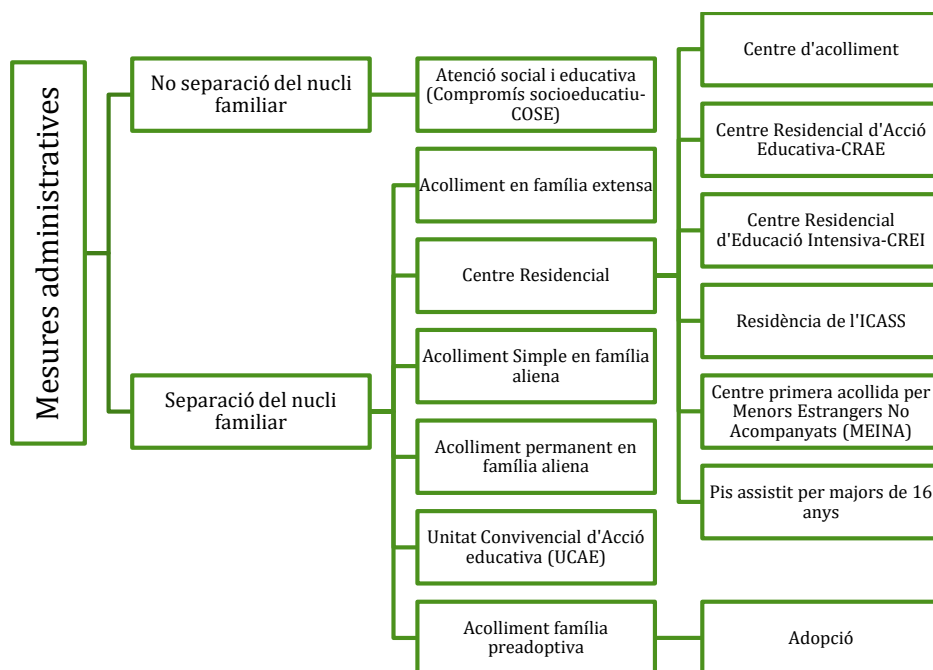 Mesures administratives
No separació del nucli
familiar
Atenció social i educativa
(Compromís socioeducatiu-
COSE)
Separació del nucli
familiar
Acolliment en família extensa
Centre Residencial
Centre d'acolliment
Centre Residencial d'Acció
Educativa-CRAE
Centre Residencial
d'Educació Intensiva-CREI
Residència de l'ICASS
Centre primera acollida per
Menors Estrangers No
Acompanyats (MEINA)
Pis assistit per majors de 16
anys
Acolliment Simple en família
aliena
Acolliment permanent en
família aliena
Unitat Convivencial d'Acció
educativa (UCAE)
Acolliment família
preadoptiva
Adopció